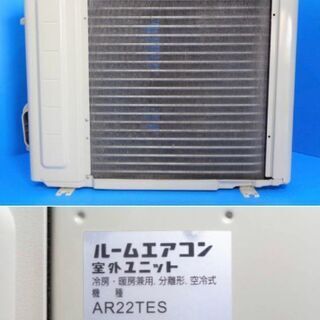 ルームエアコン
室外ユニット
冷房・暖房兼用, 分離形, 空冷式
機種
AR22TES